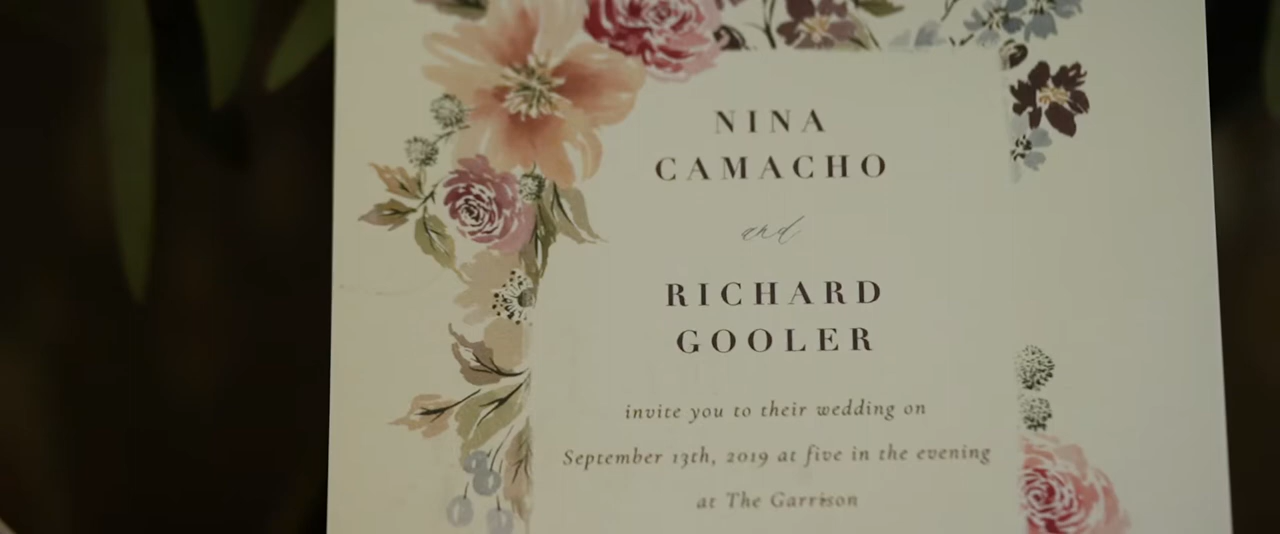 NINA
CAMACHO
and
RICHARD
GOOLER
invite you to their wedding on
September 13th, 2019 at five in the evening
at The Garrison